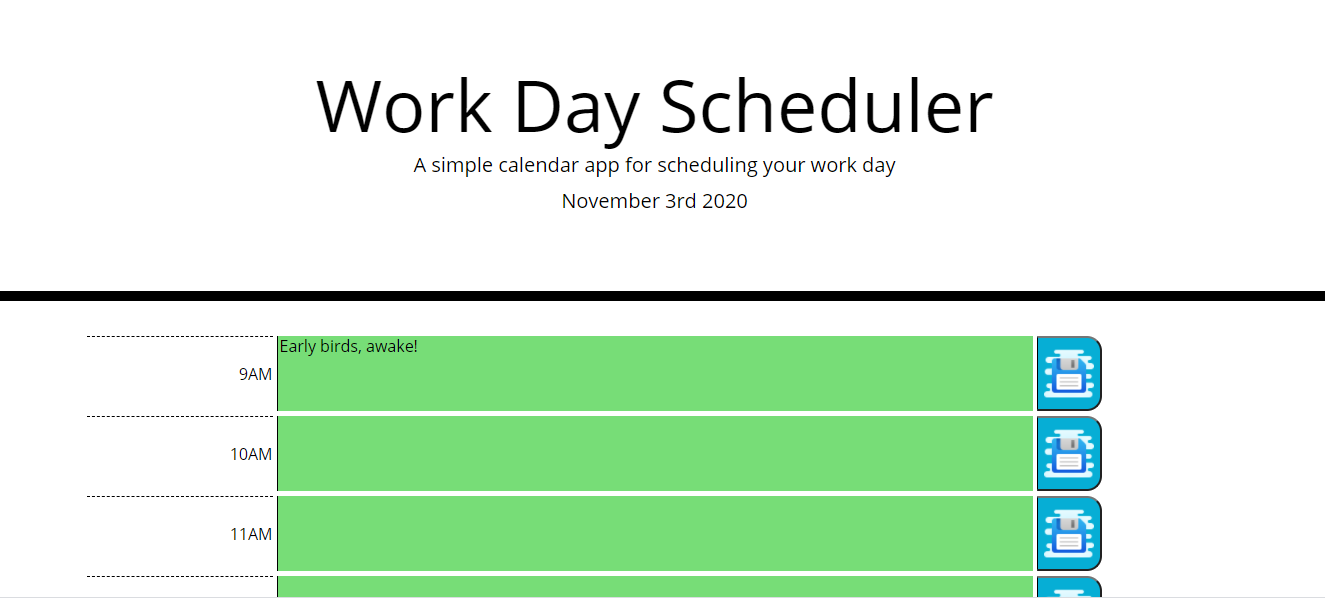 Work Day Scheduler
A simple calendar app for scheduling your work day
November 3rd 2020
Early birds, awake!
9AM
10AM
11AM